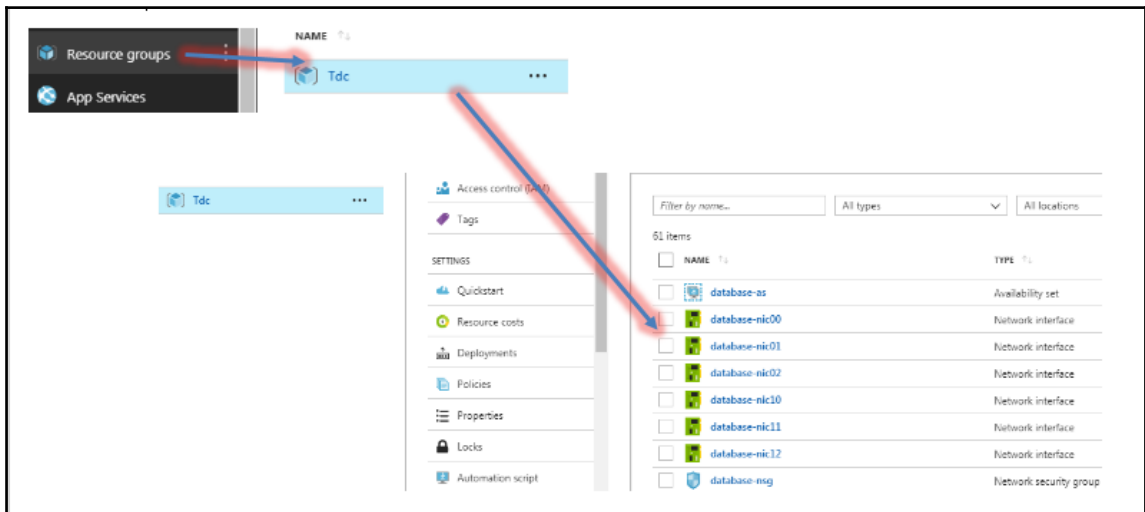 NAME
Resource groups
Tdc
App Services
Tdc
Access control (IAM)
Tags
SETTINGS
Quickstart
Resource costs
Deployments
Policies
Properties
Locks
Automation script
Filter by name...
All types
All locations
61 items
NAME
TYPE
database-as
Availability set
database-nic00
Network interface
database-nic01
Network interface
database-nic02
Network interface
database-nic10
Network interface
database-nic11
Network interface
database-nic12
Network interface
database-nsg
Network security group